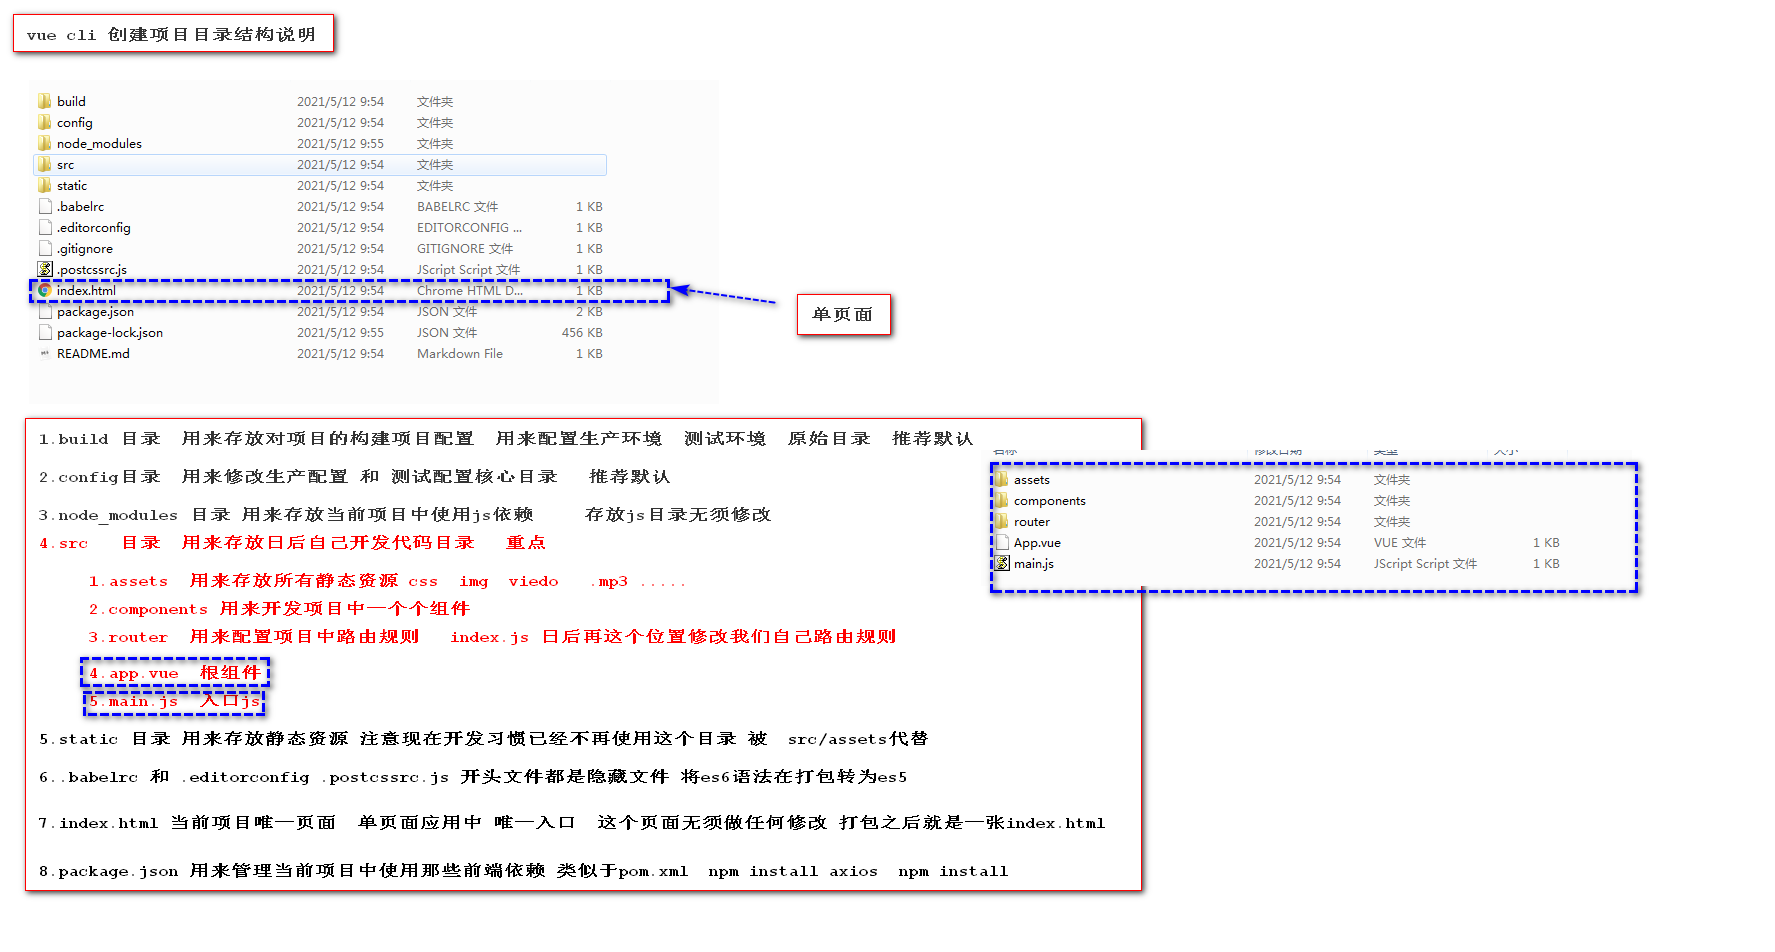 vue cli 创建项目目录结构说明
build 2021/5/12 9:54 文件夹
config 2021/5/12 9:54 文件夹
node_modules 2021/5/12 9:55 文件夹
src 2021/5/12 9:54 文件夹
static 2021/5/12 9:54 文件夹
.babelrc 2021/5/12 9:54 BABELRC 文件 1 KB
.editorconfig 2021/5/12 9:54 EDITORCONFIG ... 1 KB
.gitignore 2021/5/12 9:54 GITIGNORE 文件 1 KB
.postcssrc.js 2021/5/12 9:54 JScript Script 文件 1 KB
index.html 2021/5/12 9:54 Chrome HTML D... 1 KB
package.json 2021/5/12 9:54 JSON 文件 2 KB
package-lock.json 2021/5/12 9:55 JSON 文件 456 KB
README.md 2021/5/12 9:54 Markdown File 1 KB
单页面
1.build 目录 用来存放对项目的构建项目配置 用来配置生产环境 测试环境 原始目录 推荐默认
2.config目录 用来修改生产配置 和 测试配置核心目录 推荐默认
3.node_modules 目录 用来存放当前项目中使用js依赖 存放js目录无须修改
4.src 目录 用来存放日后自己开发代码目录 重点
1.assets 用来存放所有静态资源 css img viedo .mp3 .....
2.components 用来开发项目中一个个组件
3.router 用来配置项目中路由规则 index.js 日后再这个位置修改我们自己路由规则
4.app.vue 根组件
5.main.js 入口js
5.static 目录 用来存放静态资源 注意现在开发习惯已经不再使用这个目录 被 src/assets代替
6..babelrc 和 .editorconfig .postcssrc.js 开头文件都是隐藏文件 将es6语法在打包转为es5
7.index.html 当前项目唯一页面 单页面应用中 唯一入口 这个页面无须做任何修改 打包之后就是一张index.html
8.package.json 用来管理当前项目中使用那些前端依赖 类似于pom.xml npm install axios npm install
名称 修改日期 类型 大小
assets 2021/5/12 9:54 文件夹
components 2021/5/12 9:54 文件夹
router 2021/5/12 9:54 文件夹
App.vue 2021/5/12 9:54 VUE 文件 1 KB
main.js 2021/5/12 9:54 JScript Script 文件 1 KB